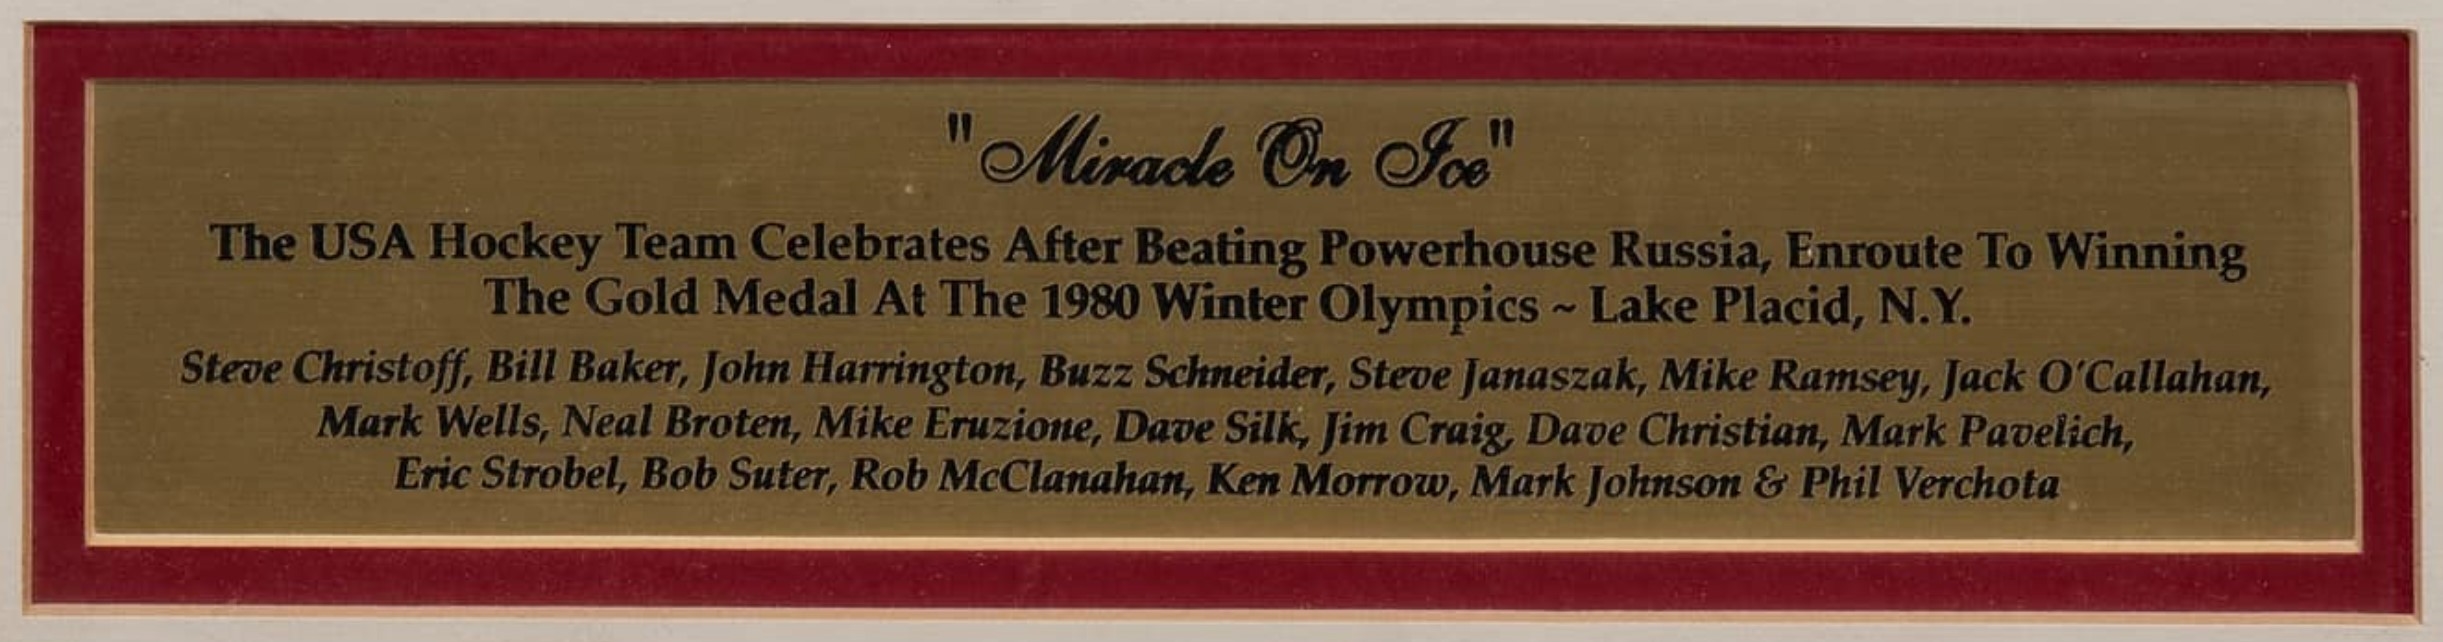 "Miracle On Ice"
The USA Hockey Team Celebrates After Beating Powerhouse Russia, Enroute To Winning
The Gold Medal At The 1980 Winter Olympics ~ Lake Placid, N.Y.
Steve Christoff, Bill Baker, John Harrington, Buzz Schneider, Steve Janaszak, Mike Ramsey, Jack O'Callahan,
Mark Wells, Neal Broten, Mike Eruzione, Dave Silk, Jim Craig, Dave Christian, Mark Pavelich,
Eric Strobel, Bob Suter, Rob McClanahan, Ken Morrow, Mark Johnson & Phil Verchota